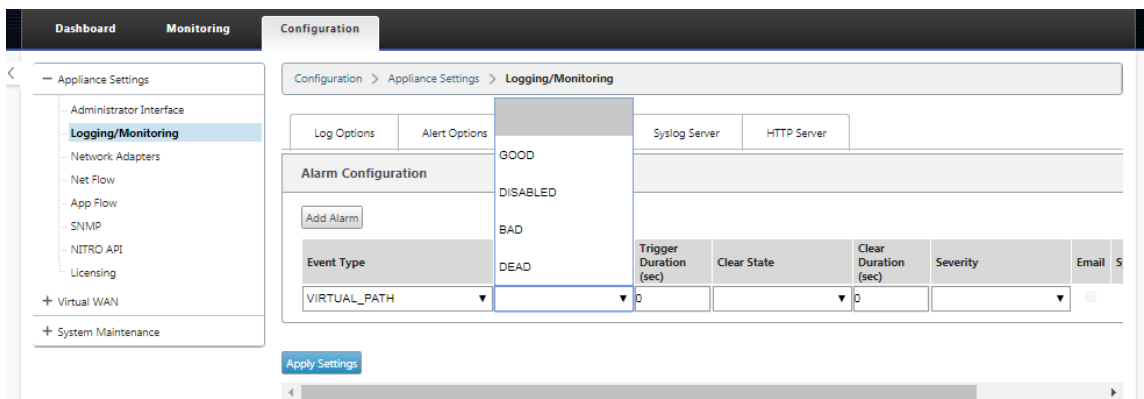 Dashboard Monitoring Configuration
− Appliance Settings
Administrator Interface
Logging/Monitoring
Network Adapters
Net Flow
App Flow
SNMP
NITRO API
Licensing
+ Virtual WAN
+ System Maintenance
Configuration > Appliance Settings > Logging/Monitoring
Log Options Alert Options Syslog Server HTTP Server
Alarm Configuration
Add Alarm
GOOD
DISABLED
BAD
DEAD
Event Type
Trigger
Duration
(sec)
Clear State
Clear
Duration
(sec)
Severity
Email
VIRTUAL_PATH 0 0
Apply Settings